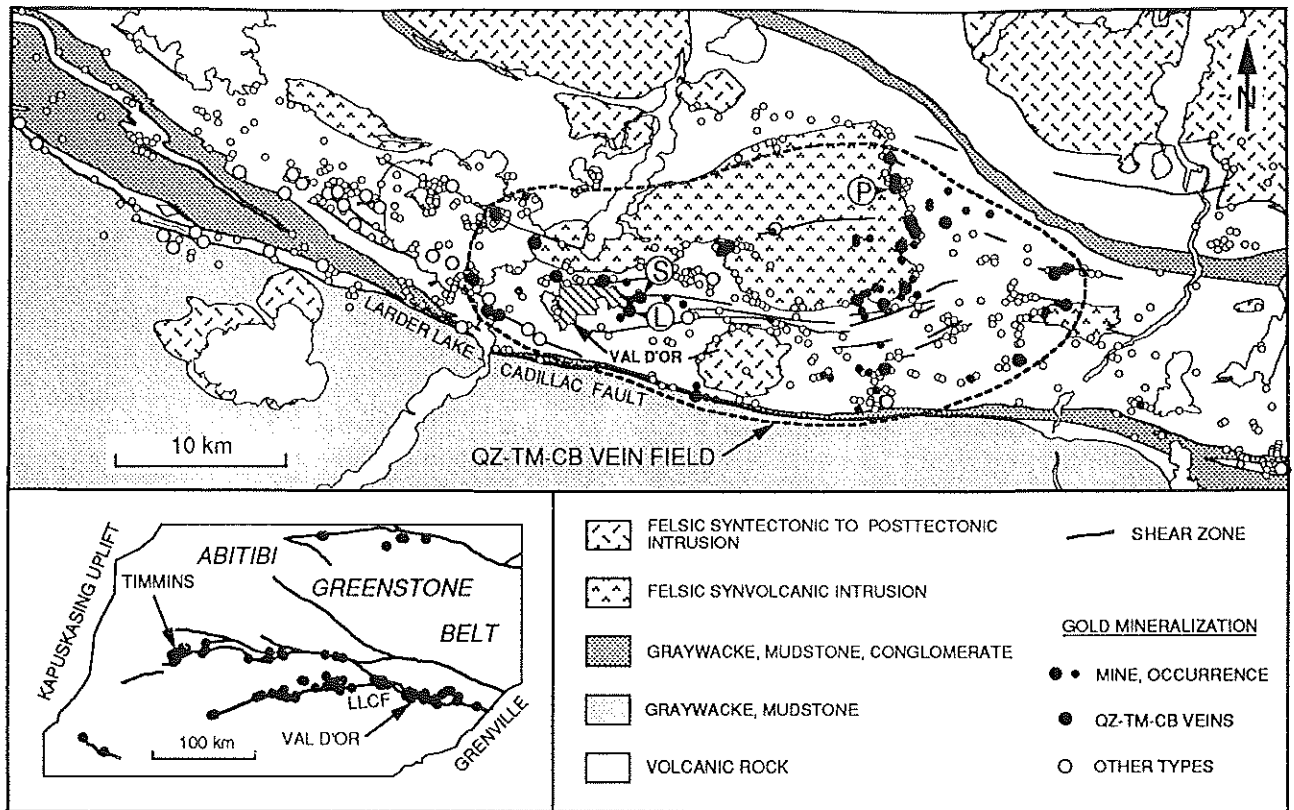 N
P
S
L
VAL D'OR
LARDER LAKE
CADILLAC FAULT
10 km
QZ-TM-CB VEIN FIELD
KAPUSKASING UPLIFT
TIMMINS
ABITIBI
GREENSTONE
BELT
LLCF
100 km
VAL D'OR
GRENVILLE
FELSIC SYNTECTONIC TO POSTTECTONIC
INTRUSION
FELSIC SYNVOLCANIC INTRUSION
GRAYWACKE, MUDSTONE, CONGLOMERATE
GRAYWACKE, MUDSTONE
VOLCANIC ROCK
SHEAR ZONE
GOLD MINERALIZATION
MINE, OCCURRENCE
QZ-TM-CB VEINS
OTHER TYPES